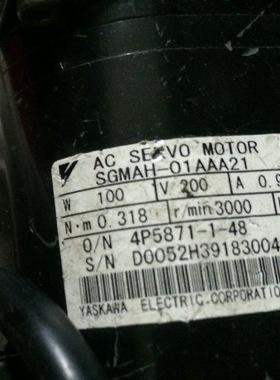 AC SERVO MOTOR
SGMAH-01AAA21
W 100 V 200 A 0.9
N·m 0.318 r/min 3000
O/N 4P5871-1-48
S/N D0052H39183004
YASKAWA ELECTRIC CORPORATION